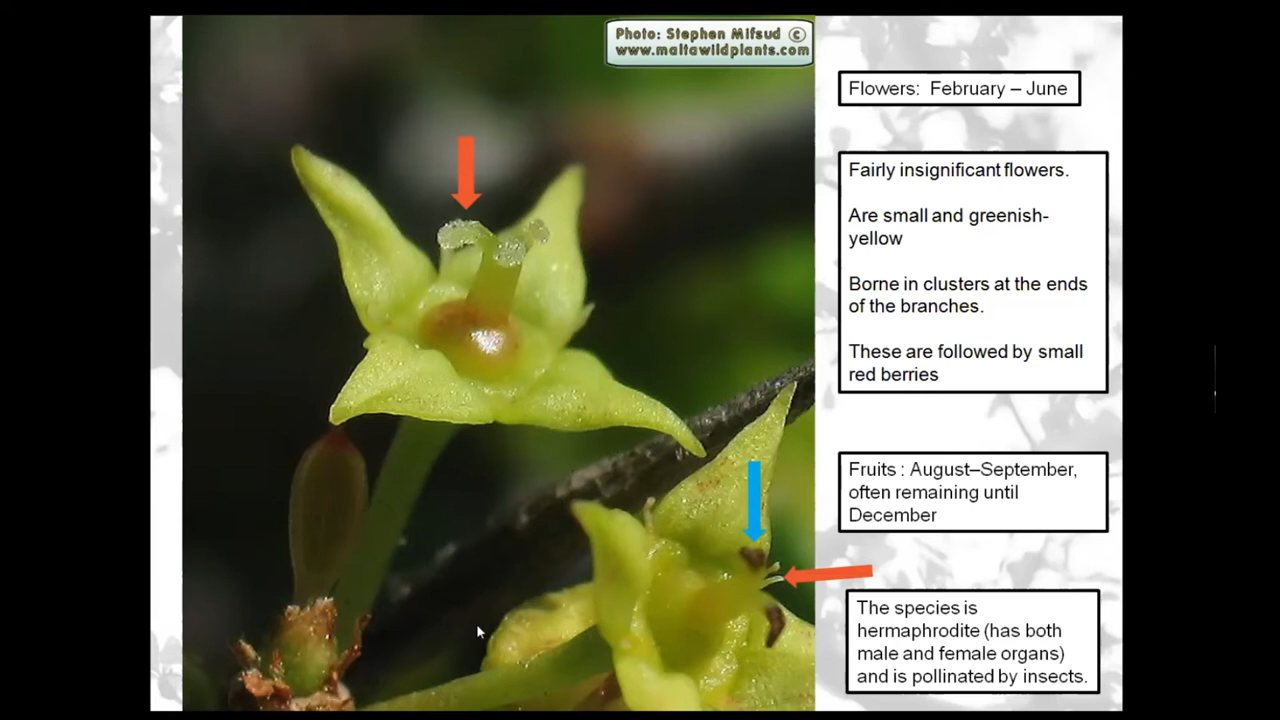 Photo: Stephen Mifsud ©
www.maltawildplants.com
Flowers: February – June
Fairly insignificant flowers.
Are small and greenish-
yellow
Borne in clusters at the ends
of the branches.
These are followed by small
red berries
Fruits : August–September,
often remaining until
December
The species is
hermaphrodite (has both
male and female organs)
and is pollinated by insects.